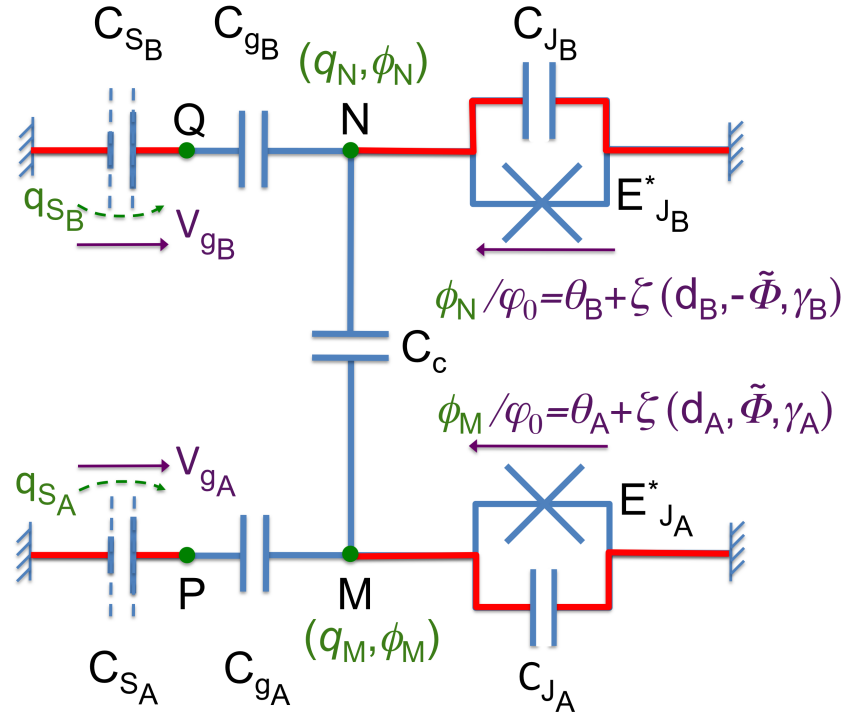 C_{S_B} C_{g_B} (q_N,ϕ_N) C_{J_B}
Q N
q_{S_B} V_{g_B} E^*_{J_B}
ϕ_N/φ_0=θ_B+ζ(d_B,-Φ̃,γ_B)
C_c
ϕ_M/φ_0=θ_A+ζ(d_A,Φ̃,γ_A)
q_{S_A} V_{g_A} E^*_{J_A}
P M
C_{S_A} C_{g_A} (q_M,ϕ_M) C_{J_A}